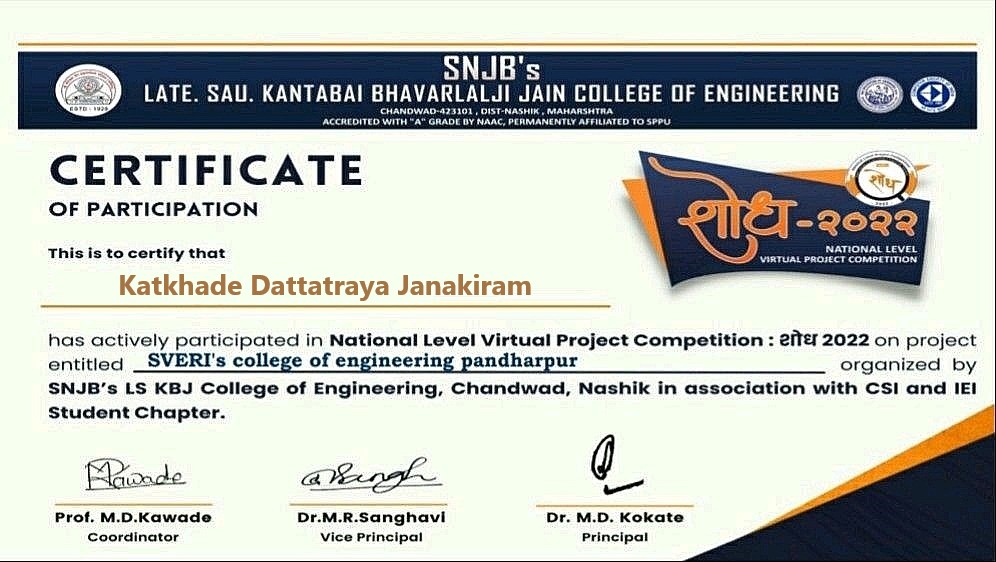 SNJB's
LATE. SAU. KANTABAI BHAVARLALJI JAIN COLLEGE OF ENGINEERING
CHANDWAD-423101 , DIST-NASHIK , MAHARSHTRA
ACCREDITED WITH "A" GRADE BY NAAC, PERMANENTLY AFFILIATED TO SPPU
ESTD : 1928
CERTIFICATE
OF PARTICIPATION
शोध
2022
शोध-२०२२
NATIONAL LEVEL
VIRTUAL PROJECT COMPETITION
This is to certify that
Katkhade Dattatraya Janakiram
has actively participated in National Level Virtual Project Competition : शोध 2022 on project
entitled SVERI's college of engineering pandharpur organized by
SNJB's LS KBJ College of Engineering, Chandwad, Nashik in association with CSI and IEI
Student Chapter.
Prof. M.D.Kawade
Coordinator
Dr.M.R.Sanghavi
Vice Principal
Dr. M.D. Kokate
Principal